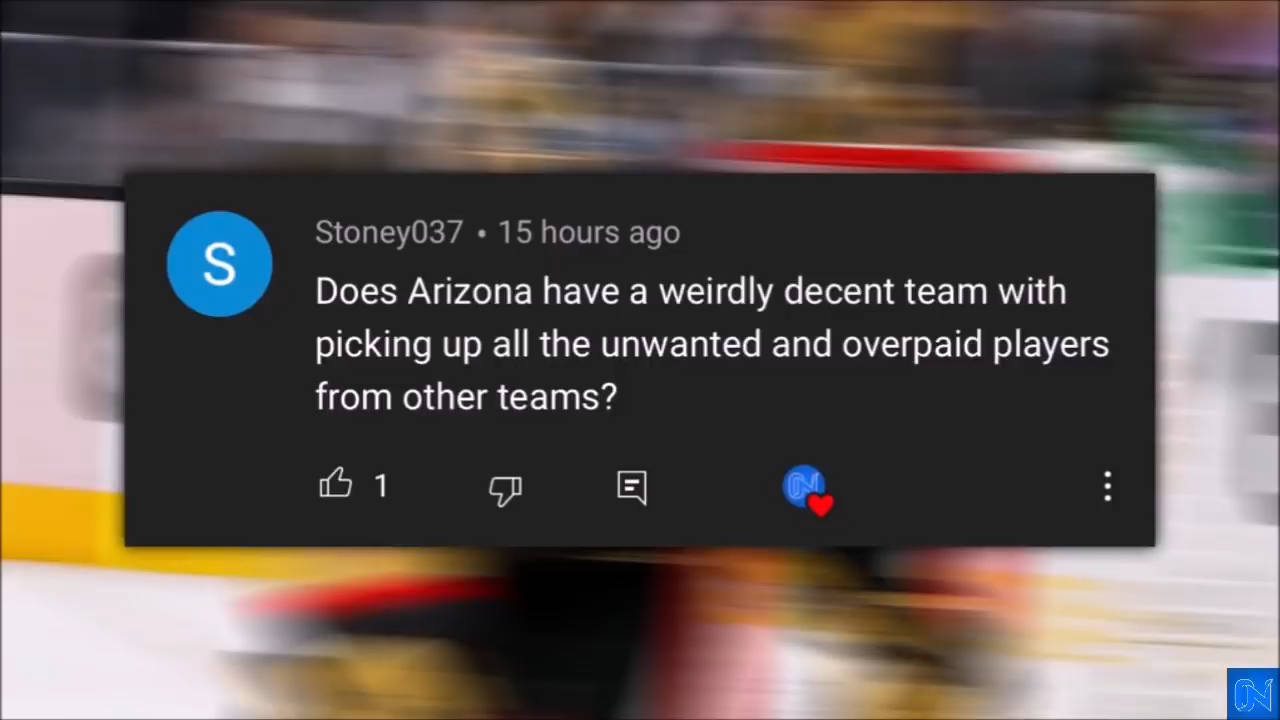 S
Stoney037 • 15 hours ago
Does Arizona have a weirdly decent team with
picking up all the unwanted and overpaid players
from other teams?
1